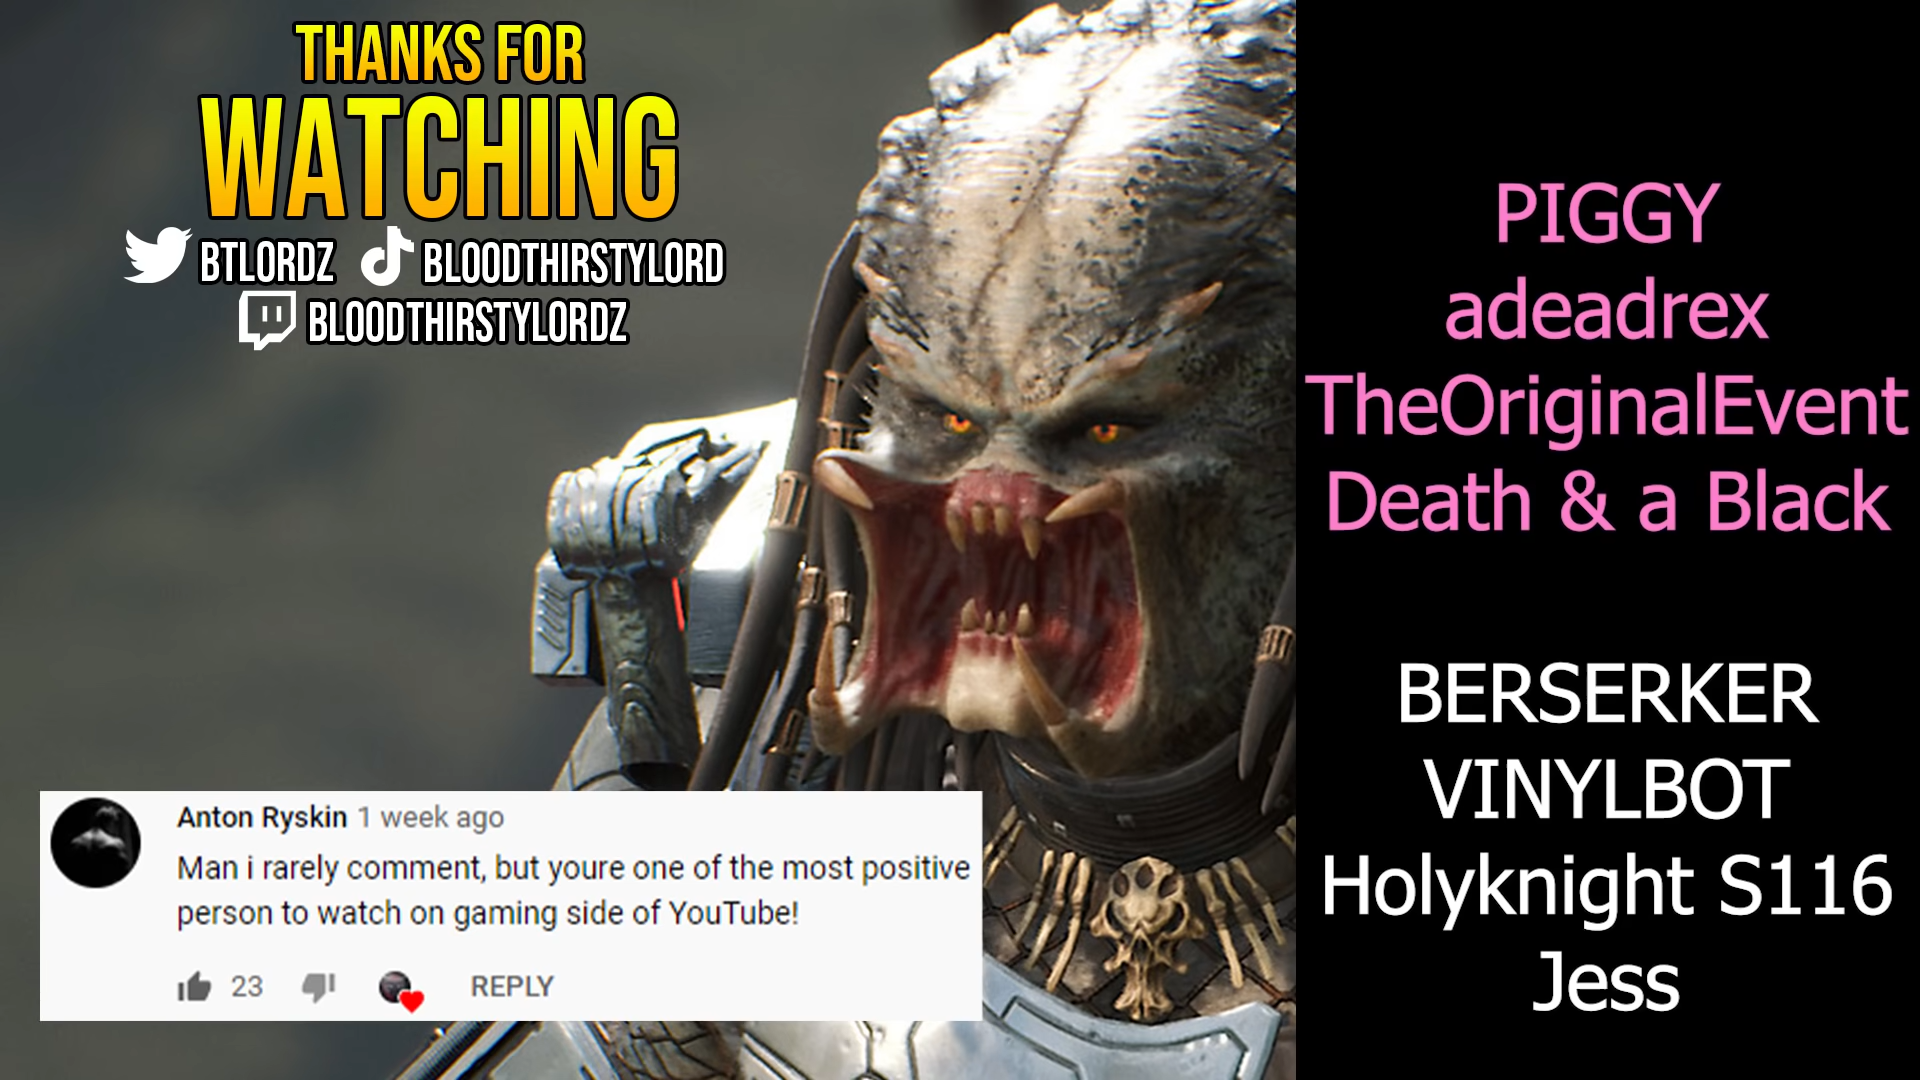 THANKS FOR
WATCHING
BTLORDZ BLOODTHIRSTYLORD
BLOODTHIRSTYLORDZ
Anton Ryskin 1 week ago
Man i rarely comment, but youre one of the most positive
person to watch on gaming side of YouTube!
23 REPLY
PIGGY
adeadrex
TheOriginalEvent
Death & a Black
BERSERKER
VINYLBOT
Holyknight S116
Jess